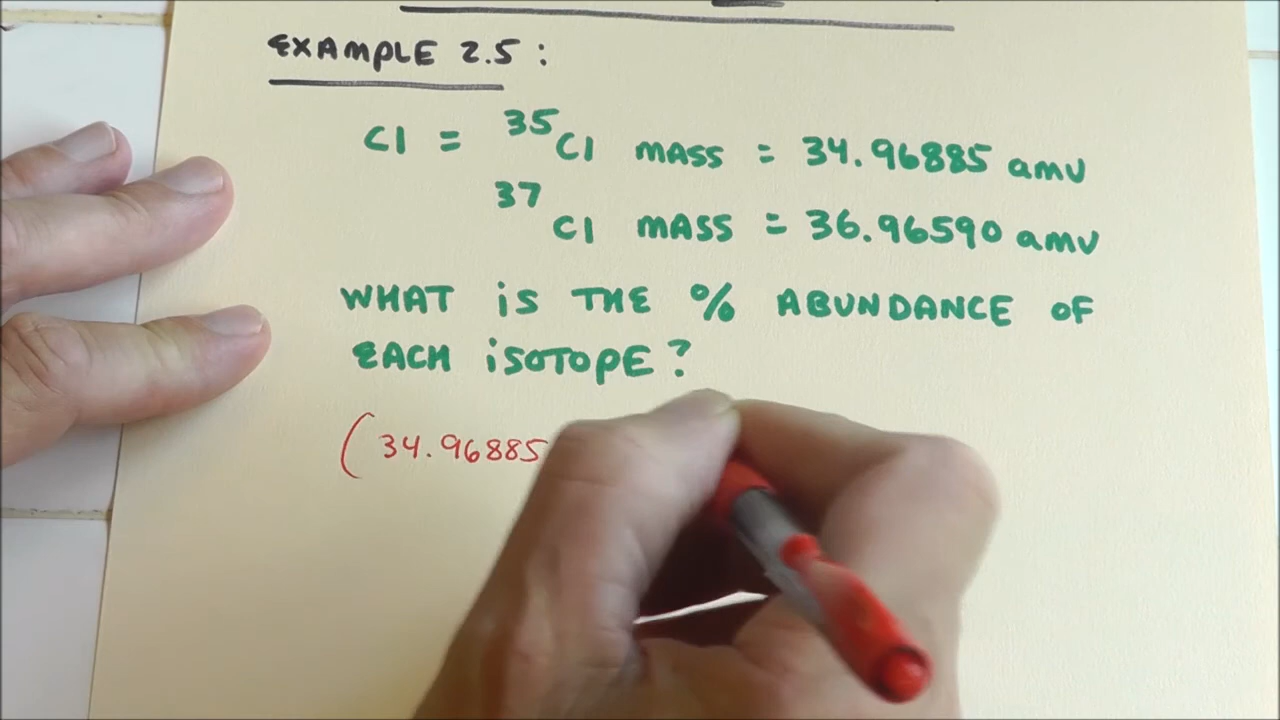 EXAMPLE 2.5:
Cl = 35Cl MASS = 34.96885 amu
37Cl MASS = 36.96590 amu
WHAT iS THE % ABUNDANCE OF
EACH iSOTOPE?
(34.96885